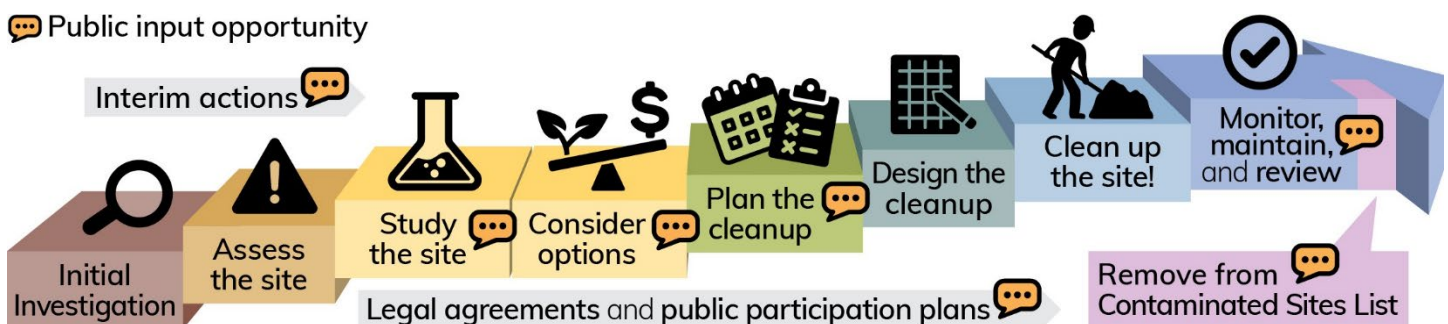 Public input opportunity
Interim actions
Initial
Investigation
Assess
the site
Study
the site
Consider
options
Plan the
cleanup
Design the
cleanup
Clean up
the site!
Monitor,
maintain,
and review
Legal agreements and public participation plans
Remove from
Contaminated Sites List